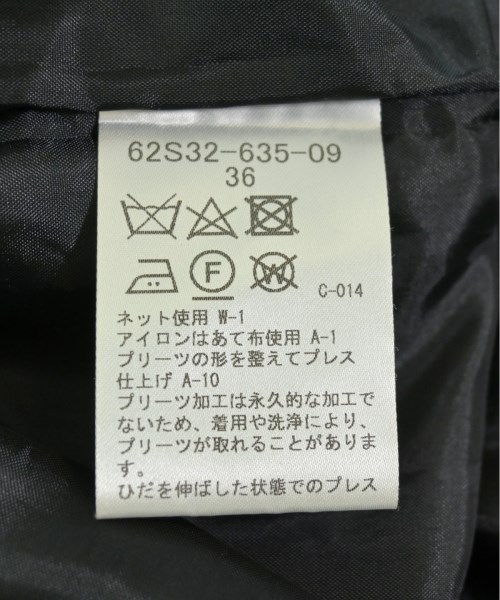 62S32-635-09
36
F W
C-014
ネット使用 W-1
アイロンはあて布使用 A-1
プリーツの形を整えてプレス
仕上げ A-10
プリーツ加工は永久的な加工で
ないため、着用や洗浄により、
プリーツが取れることがありま
す。
ひだを伸ばした状態でのプレス